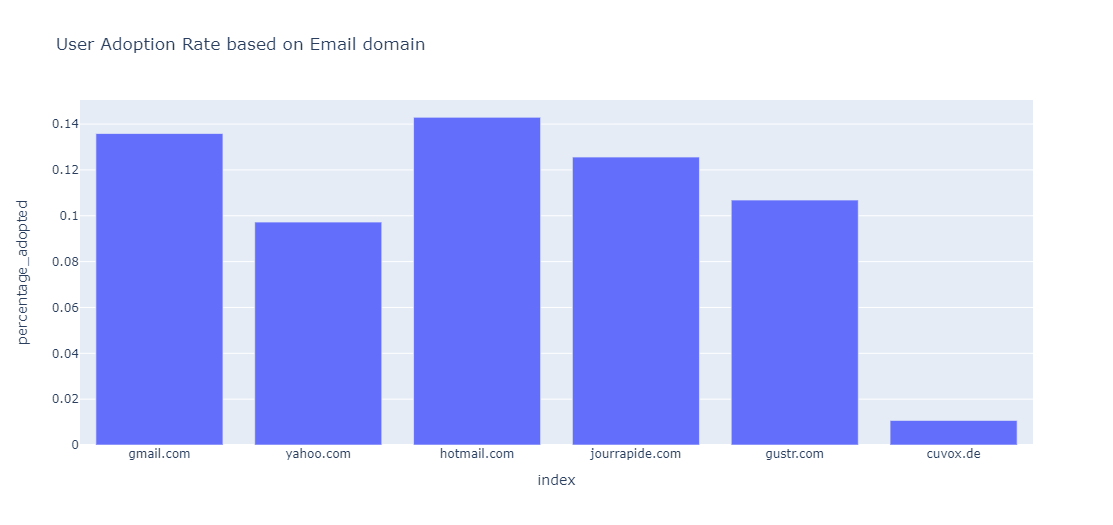 User Adoption Rate based on Email domain
percentage_adopted
0.14
0.12
0.1
0.08
0.06
0.04
0.02
0
gmail.com yahoo.com hotmail.com jourrapide.com gustr.com cuvox.de
index